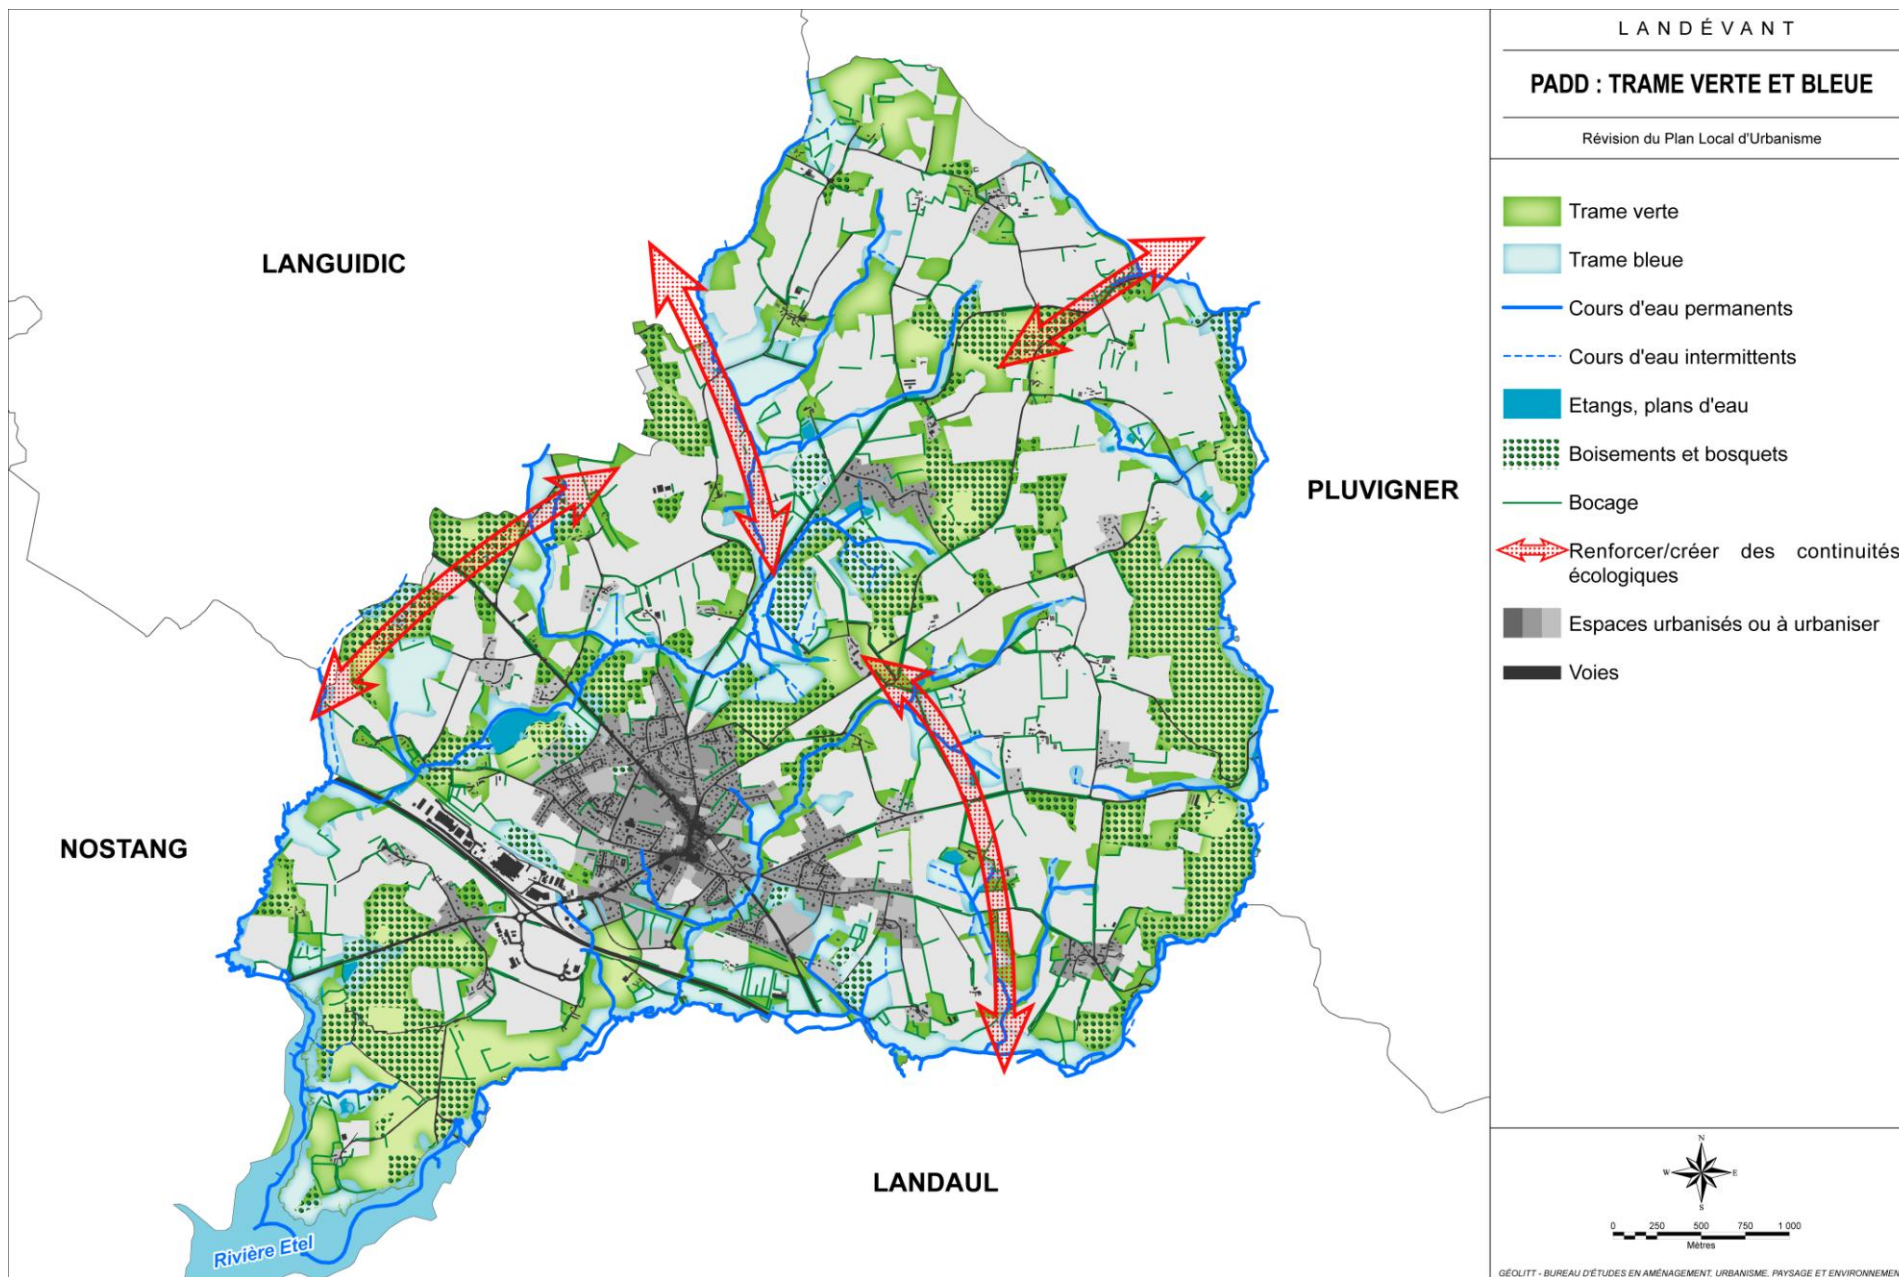 LANDÉVANT
PADD : TRAME VERTE ET BLEUE
Révision du Plan Local d'Urbanisme
Trame verte
Trame bleue
Cours d'eau permanents
Cours d'eau intermittents
Etangs, plans d'eau
Boisements et bosquets
Bocage
Renforcer/créer des continuités
écologiques
Espaces urbanisés ou à urbaniser
Voies
LANGUIDIC
PLUVIGNER
NOSTANG
LANDAUL
Rivière Etel
N
W E
S
0 250 500 750 1 000
Mètres
GÉOLITT - BUREAU D'ÉTUDES EN AMÉNAGEMENT, URBANISME, PAYSAGE ET ENVIRONNEMEN